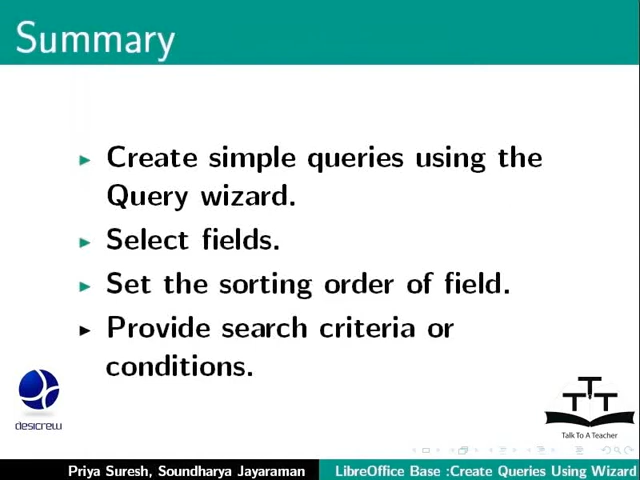 Summary
Create simple queries using the
Query wizard.
Select fields.
Set the sorting order of field.
Provide search criteria or
conditions.
desicrew
TTT
Talk To A Teacher
Priya Suresh, Soundharya Jayaraman
LibreOffice Base :Create Queries Using Wizard